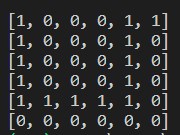 [1, 0, 0, 0, 1, 1]
[1, 0, 0, 0, 1, 0]
[1, 0, 0, 0, 1, 0]
[1, 0, 0, 0, 1, 0]
[1, 1, 1, 1, 1, 0]
[0, 0, 0, 0, 0, 0]